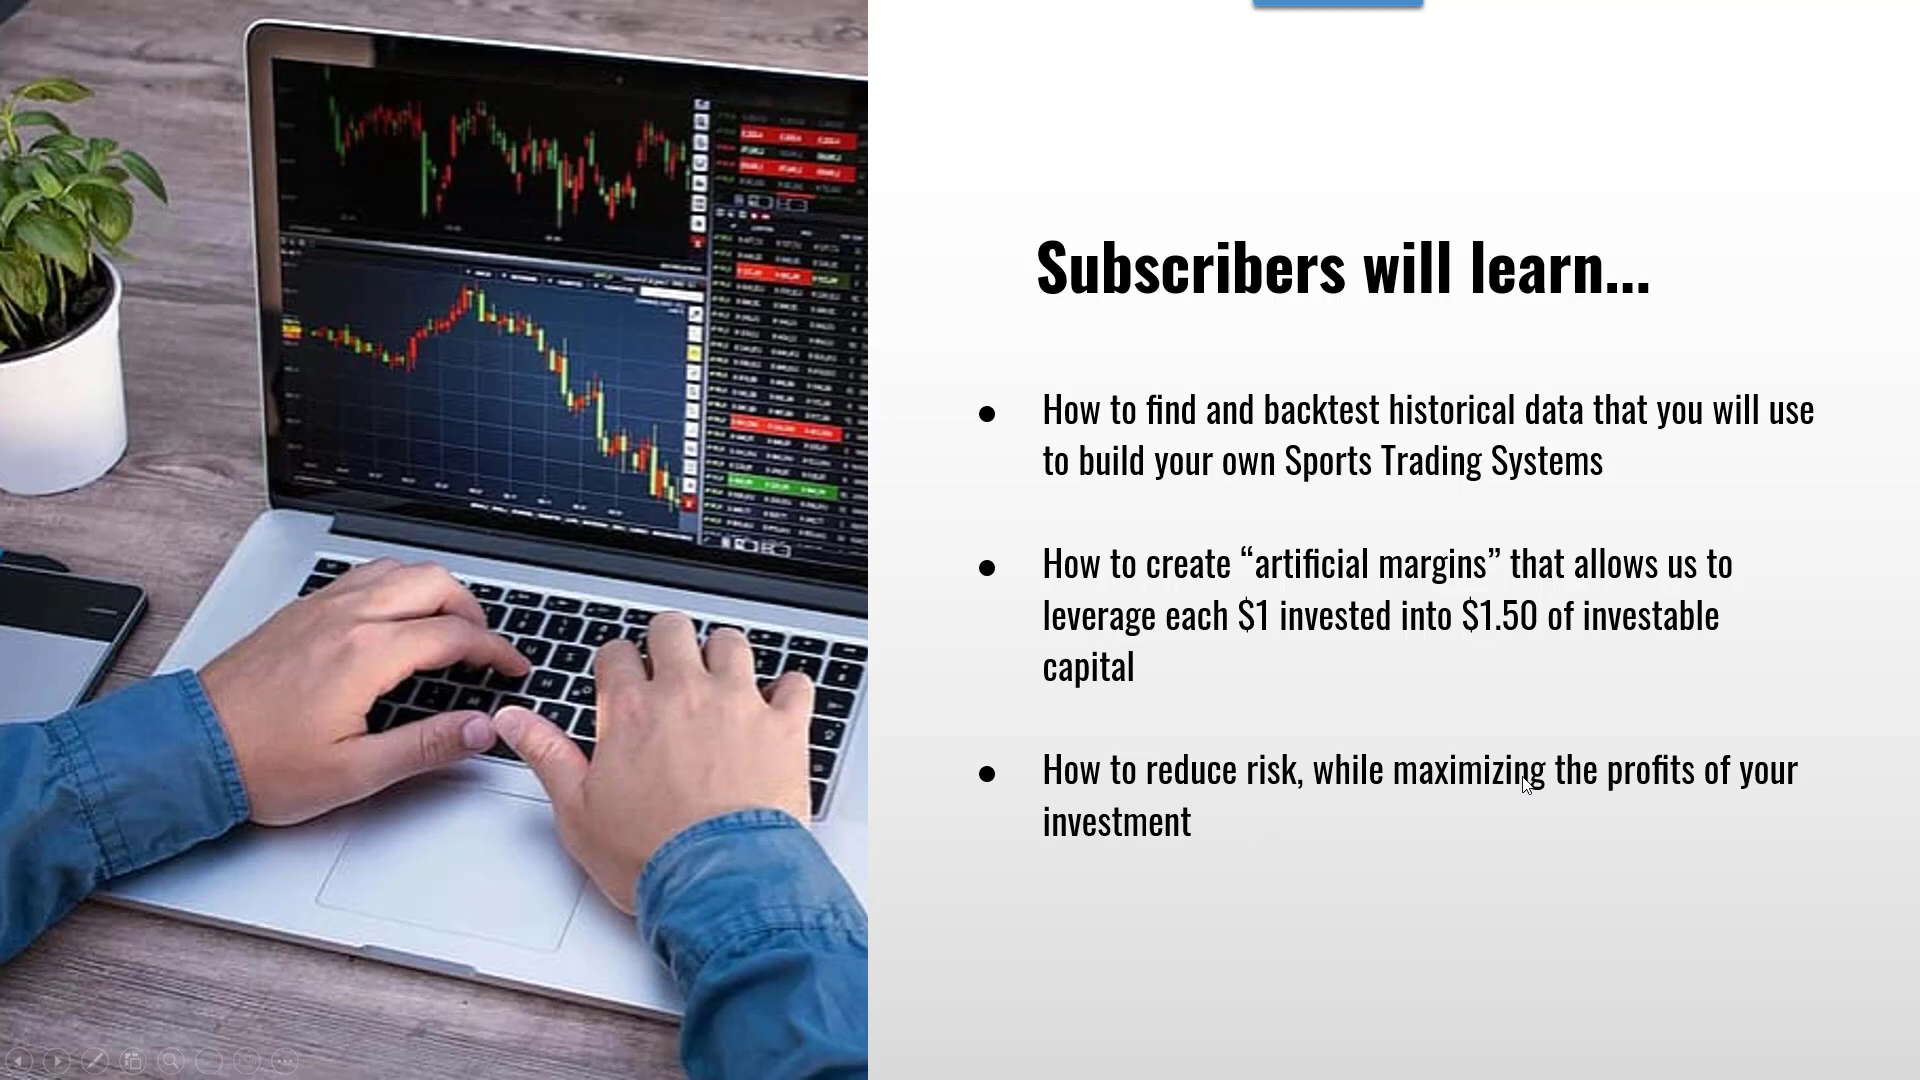 Subscribers will learn...
● How to find and backtest historical data that you will use
to build your own Sports Trading Systems
● How to create “artificial margins” that allows us to
leverage each $1 invested into $1.50 of investable
capital
● How to reduce risk, while maximizing the profits of your
investment